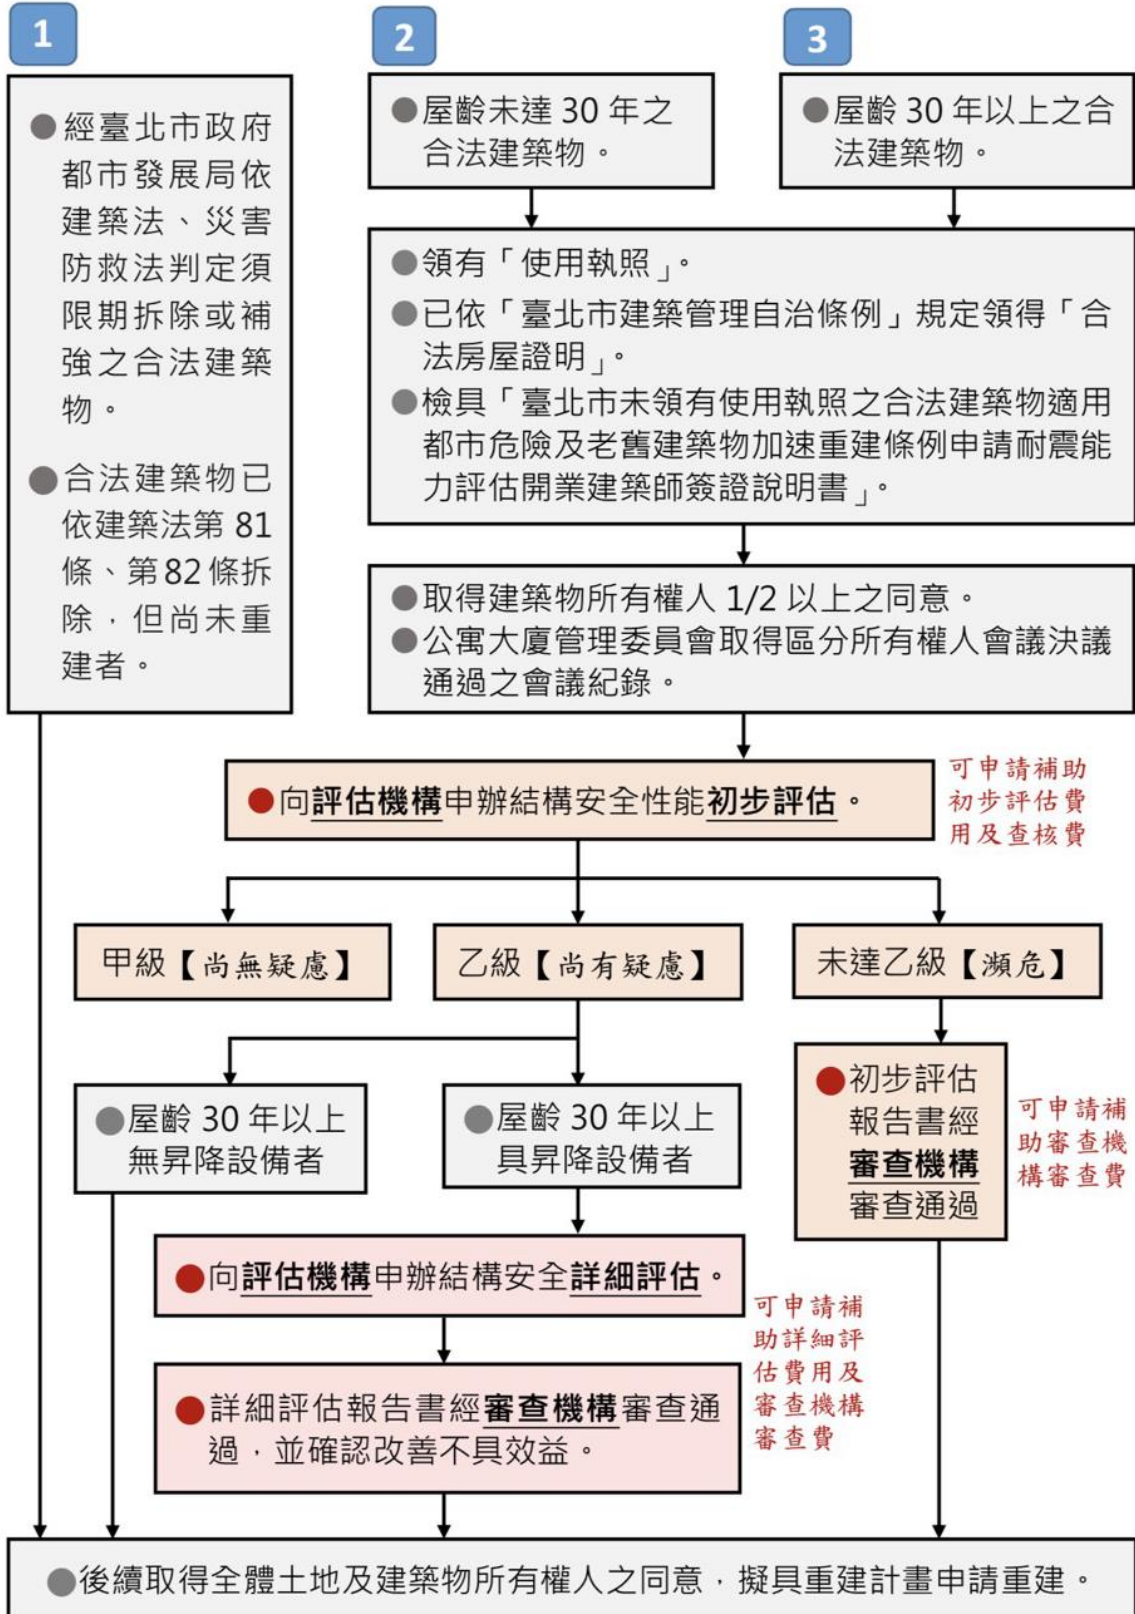 1
● 經臺北市政府
都市發展局依
建築法、災害
防救法判定須
限期拆除或補
強之合法建築
物。
● 合法建築物已
依建築法第 81
條、第 82 條拆
除，但尚未重
建者。
2
● 屋齡未達 30 年之
合法建築物。
3
● 屋齡 30 年以上之合
法建築物。
● 領有「使用執照」。
● 已依「臺北市建築管理自治條例」規定領得「合
法房屋證明」。
● 檢具「臺北市未領有使用執照之合法建築物適用
都市危險及老舊建築物加速重建條例申請耐震能
力評估開業建築師簽證說明書」。
● 取得建築物所有權人 1/2 以上之同意。
● 公寓大廈管理委員會取得區分所有權人會議決議
通過之會議紀錄。
● 向評估機構申辦結構安全性能初步評估。
可申請補助
初步評估費
用及查核費
甲級【尚無疑慮】
乙級【尚有疑慮】
未達乙級【瀕危】
● 屋齡 30 年以上
無昇降設備者
● 屋齡 30 年以上
具昇降設備者
● 初步評估
報告書經
審查機構
審查通過
可申請補
助審查機
構審查費
● 向評估機構申辦結構安全詳細評估。
● 詳細評估報告書經審查機構審查通
過，並確認改善不具效益。
可申請補
助詳細評
估費用及
審查機構
審查費
● 後續取得全體土地及建築物所有權人之同意，擬具重建計畫申請重建。